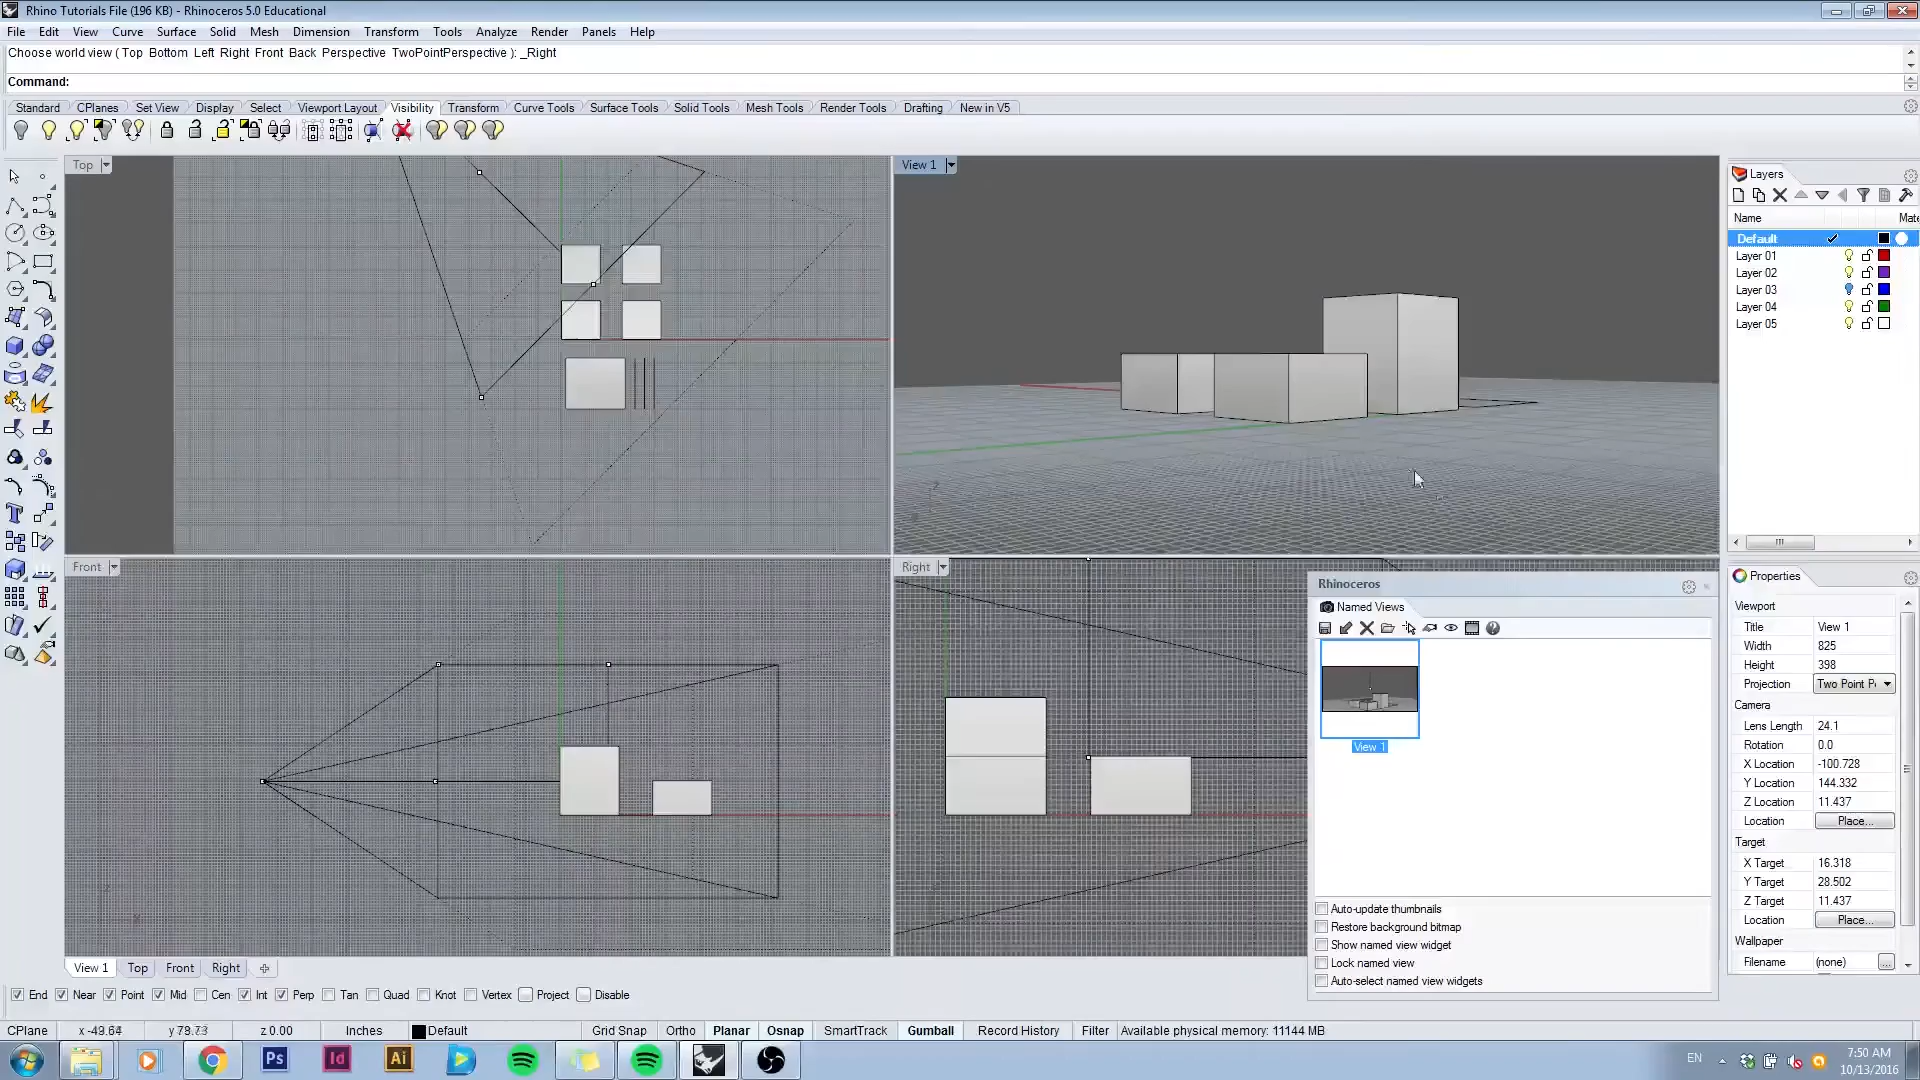 Rhino Tutorials File (196 KB) - Rhinoceros 5.0 Educational
File Edit View Curve Surface Solid Mesh Dimension Transform Tools Analyze Render Panels Help
Choose world view ( Top Bottom Left Right Front Back Perspective TwoPointPerspective ): _Right
Command:
Standard CPlanes Set View Display Select Viewport Layout Visibility Transform Curve Tools Surface Tools Solid Tools Mesh Tools Render Tools Drafting New in V5
Top
View 1
Layers
Name Mate
Default
Layer 01
Layer 02
Layer 03
Layer 04
Layer 05
Front
Right
Rhinoceros
Named Views
View 1
Auto-update thumbnails
Restore background bitmap
Show named view widget
Lock named view
Auto-select named view widgets
Properties
Viewport
Title View 1
Width 825
Height 398
Projection Two Point P
Camera
Lens Length 24.1
Rotation 0.0
X Location -100.728
Y Location 144.332
Z Location 11.437
Location Place...
Target
X Target 16.318
Y Target 28.502
Z Target 11.437
Location Place...
Wallpaper
Filename (none) ...
View 1 Top Front Right
End Near Point Mid Cen Int Perp Tan Quad Knot Vertex Project Disable
CPlane x -49.64 y 79.73 z 0.00 Inches Default Grid Snap Ortho Planar Osnap SmartTrack Gumball Record History Filter Available physical memory: 11144 MB
Ps Id Ai
EN
7:50 AM
10/13/2016